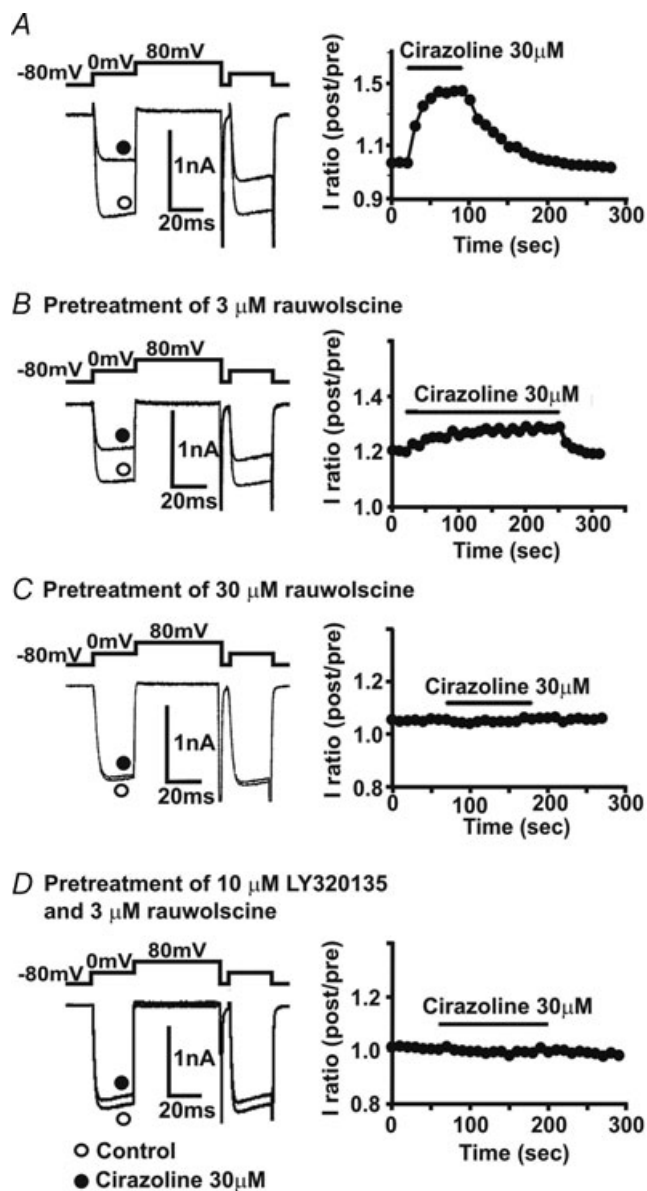 A
-80mV 0mV 80mV
1nA
20ms
Cirazoline 30μM
I ratio (post/pre)
1.5
1.1
0.9
0 100 200 300
Time (sec)
B Pretreatment of 3 μM rauwolscine
-80mV 0mV 80mV
1nA
20ms
Cirazoline 30μM
I ratio (post/pre)
1.4
1.2
1.0
0 100 200 300
Time (sec)
C Pretreatment of 30 μM rauwolscine
-80mV 0mV 80mV
1nA
20ms
Cirazoline 30μM
I ratio (post/pre)
1.2
1.0
0.8
0 100 200 300
Time (sec)
D Pretreatment of 10 μM LY320135
and 3 μM rauwolscine
-80mV 0mV 80mV
1nA
20ms
Cirazoline 30μM
I ratio (post/pre)
1.2
1.0
0.8
0 100 200 300
Time (sec)
Control
Cirazoline 30μM